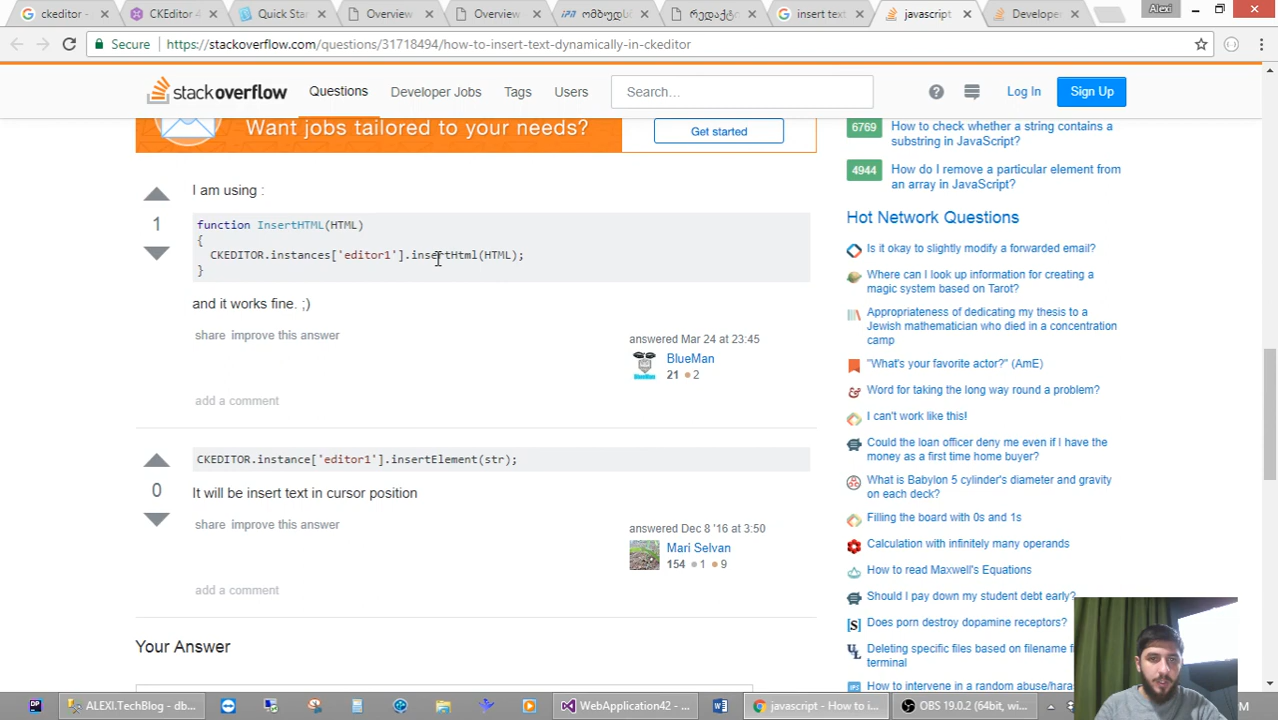 ckeditor -
CKEditor 4
Quick Sta
Overview
Overview
ომბუდს
რედაქტ
insert text
javascript
Develope
Alexi
Secure
https://stackoverflow.com/questions/31718494/how-to-insert-text-dynamically-in-ckeditor
stackoverflow
Questions
Developer Jobs
Tags
Users
Search...
Log In
Sign Up
Want jobs tailored to your needs?
Get started
1
I am using :
function InsertHTML(HTML)
{
CKEDITOR.instances['editor1'].insertHtml(HTML);
}
and it works fine. ;)
share improve this answer
answered Mar 24 at 23:45
BlueMan
21 ●2
add a comment
0
CKEDITOR.instance['editor1'].insertElement(str);
It will be insert text in cursor position
share improve this answer
answered Dec 8 '16 at 3:50
Mari Selvan
154 ●1 ●9
add a comment
Your Answer
6769
How to check whether a string contains a
substring in JavaScript?
4944
How do I remove a particular element from
an array in JavaScript?
Hot Network Questions
Is it okay to slightly modify a forwarded email?
Where can I look up information for creating a
magic system based on Tarot?
Appropriateness of dedicating my thesis to a
Jewish mathematician who died in a concentration
camp
"What's your favorite actor?" (AmE)
Word for taking the long way round a problem?
I can't work like this!
Could the loan officer deny me even if I have the
money as a first time home buyer?
What is Babylon 5 cylinder's diameter and gravity
on each deck?
Filling the board with 0s and 1s
Calculation with infinitely many operands
How to read Maxwell's Equations
Should I pay down my student debt early?
Does porn destroy dopamine receptors?
Deleting specific files based on filename f
terminal
How to intervene in a random abuse/hara
ALEXI.TechBlog - db...
WebApplication42 - ...
javascript - How to i...
OBS 19.0.2 (64bit, wi...
M